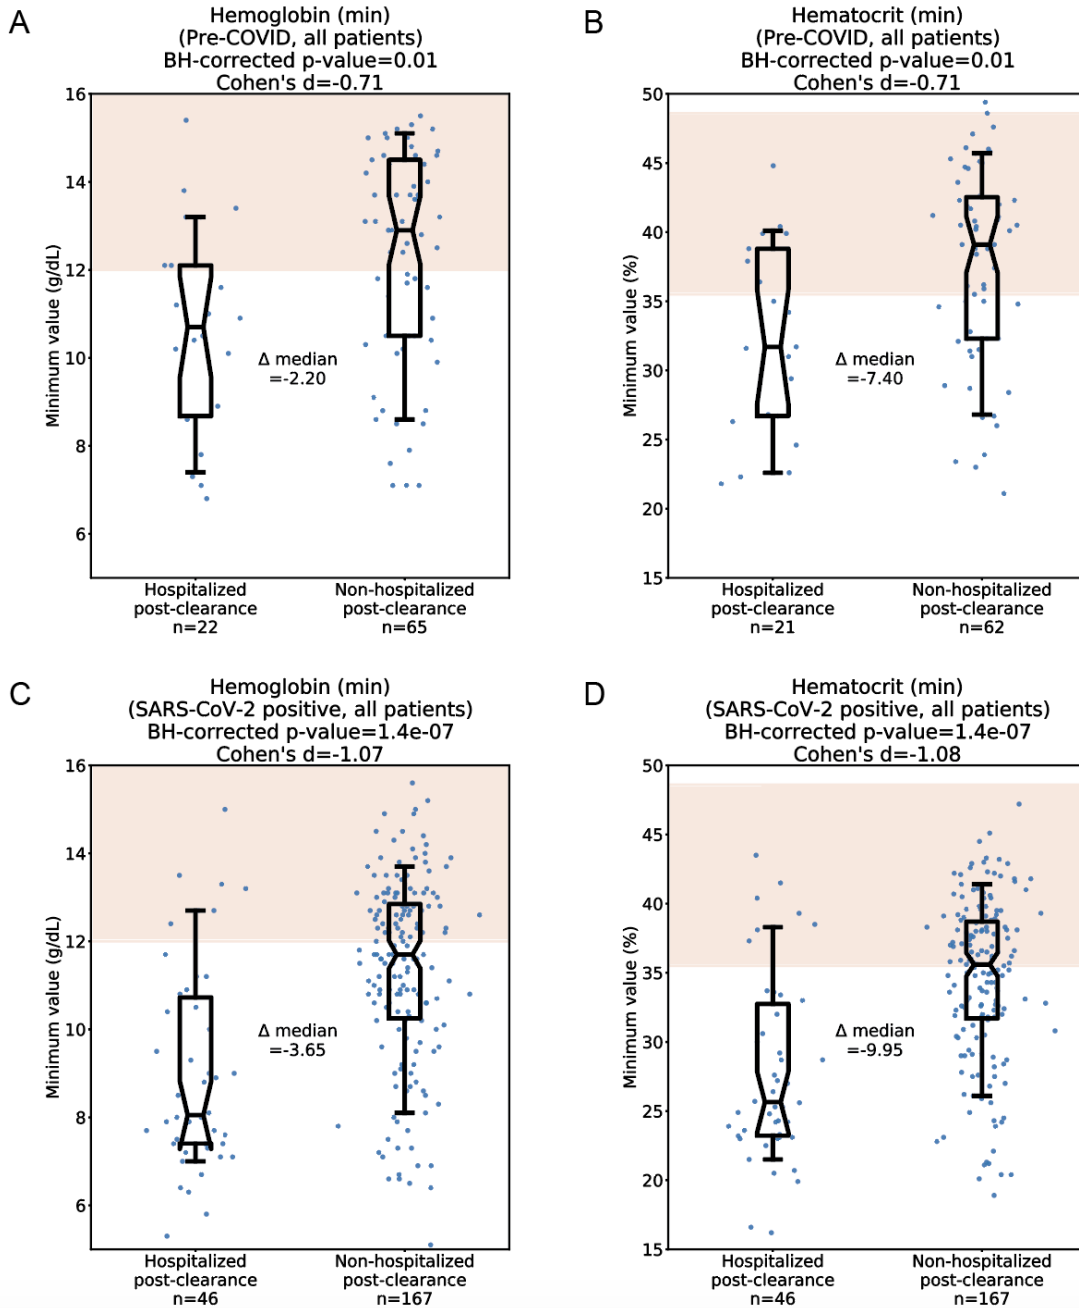 A
Hemoglobin (min)
(Pre-COVID, all patients)
BH-corrected p-value=0.01
Cohen's d=-0.71
16
14
12
10
8
6
Minimum value (g/dL)
Δ median
=-2.20
Hospitalized
post-clearance
n=22
Non-hospitalized
post-clearance
n=65
B
Hematocrit (min)
(Pre-COVID, all patients)
BH-corrected p-value=0.01
Cohen's d=-0.71
50
45
40
35
30
25
20
15
Minimum value (%)
Δ median
=-7.40
Hospitalized
post-clearance
n=21
Non-hospitalized
post-clearance
n=62
C
Hemoglobin (min)
(SARS-CoV-2 positive, all patients)
BH-corrected p-value=1.4e-07
Cohen's d=-1.07
16
14
12
10
8
6
Minimum value (g/dL)
Δ median
=-3.65
Hospitalized
post-clearance
n=46
Non-hospitalized
post-clearance
n=167
D
Hematocrit (min)
(SARS-CoV-2 positive, all patients)
BH-corrected p-value=1.4e-07
Cohen's d=-1.08
50
45
40
35
30
25
20
15
Minimum value (%)
Δ median
=-9.95
Hospitalized
post-clearance
n=46
Non-hospitalized
post-clearance
n=167